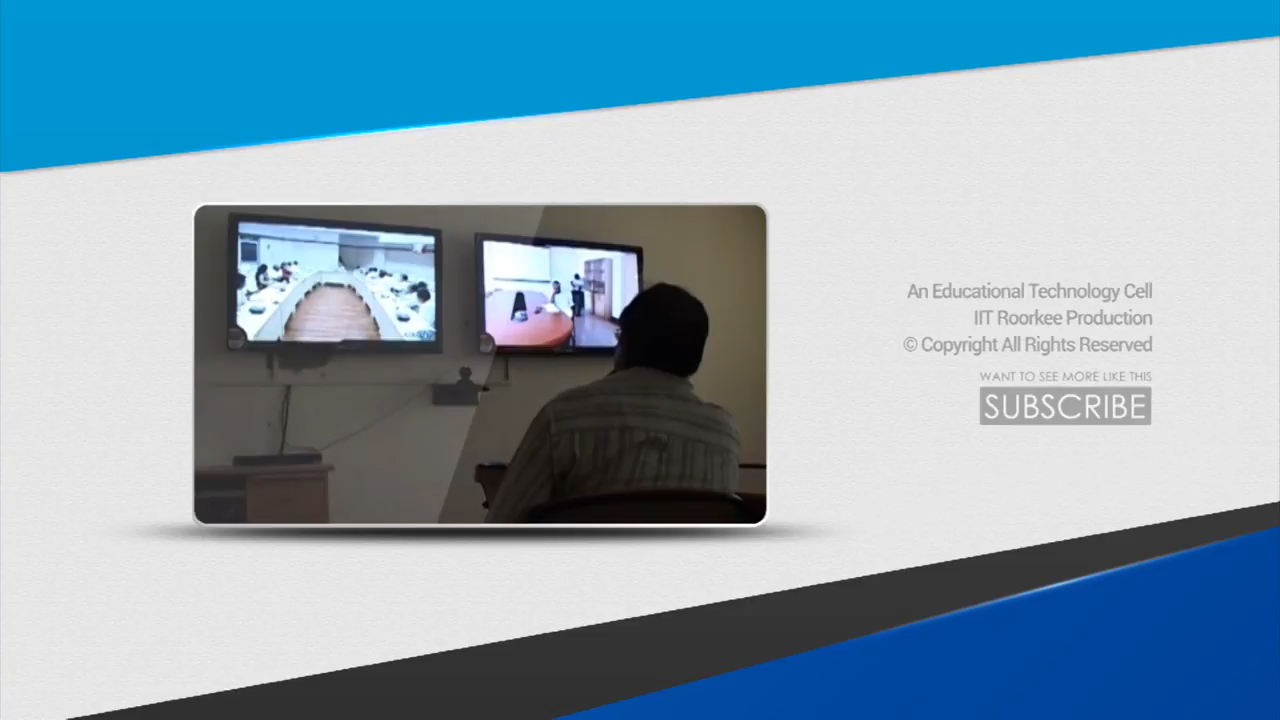 An Educational Technology Cell
IIT Roorkee Production
© Copyright All Rights Reserved
WANT TO SEE MORE LIKE THIS
SUBSCRIBE